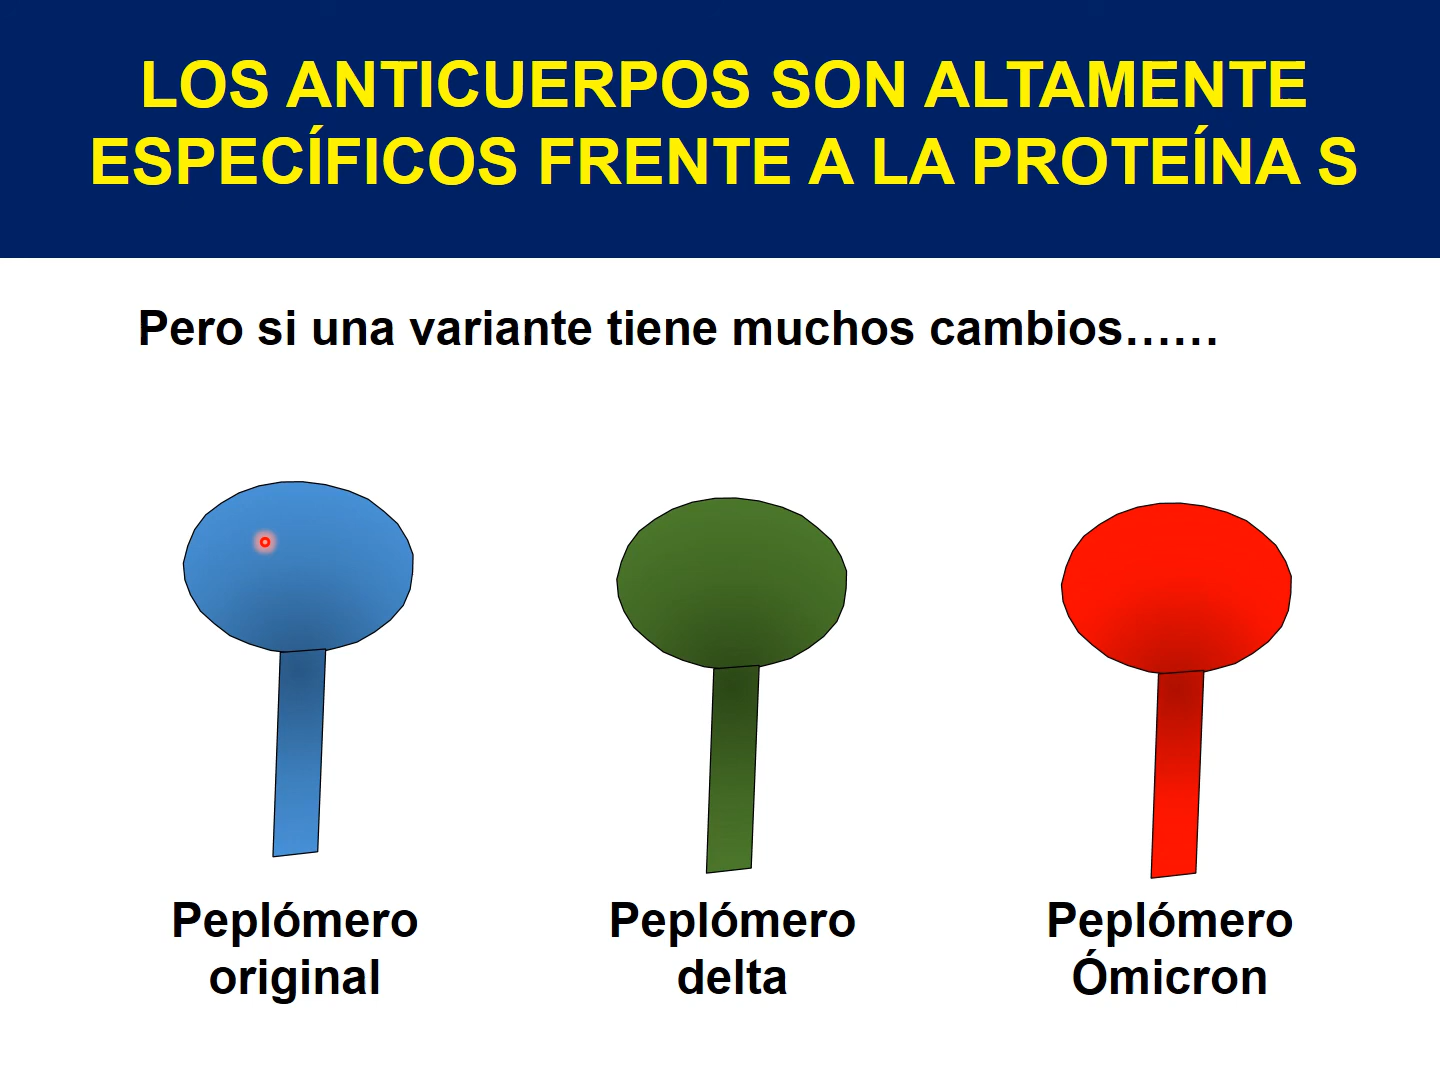 LOS ANTICUERPOS SON ALTAMENTE
ESPECÍFICOS FRENTE A LA PROTEÍNA S
Pero si una variante tiene muchos cambios……
Peplómero
original
Peplómero
delta
Peplómero
Ómicron